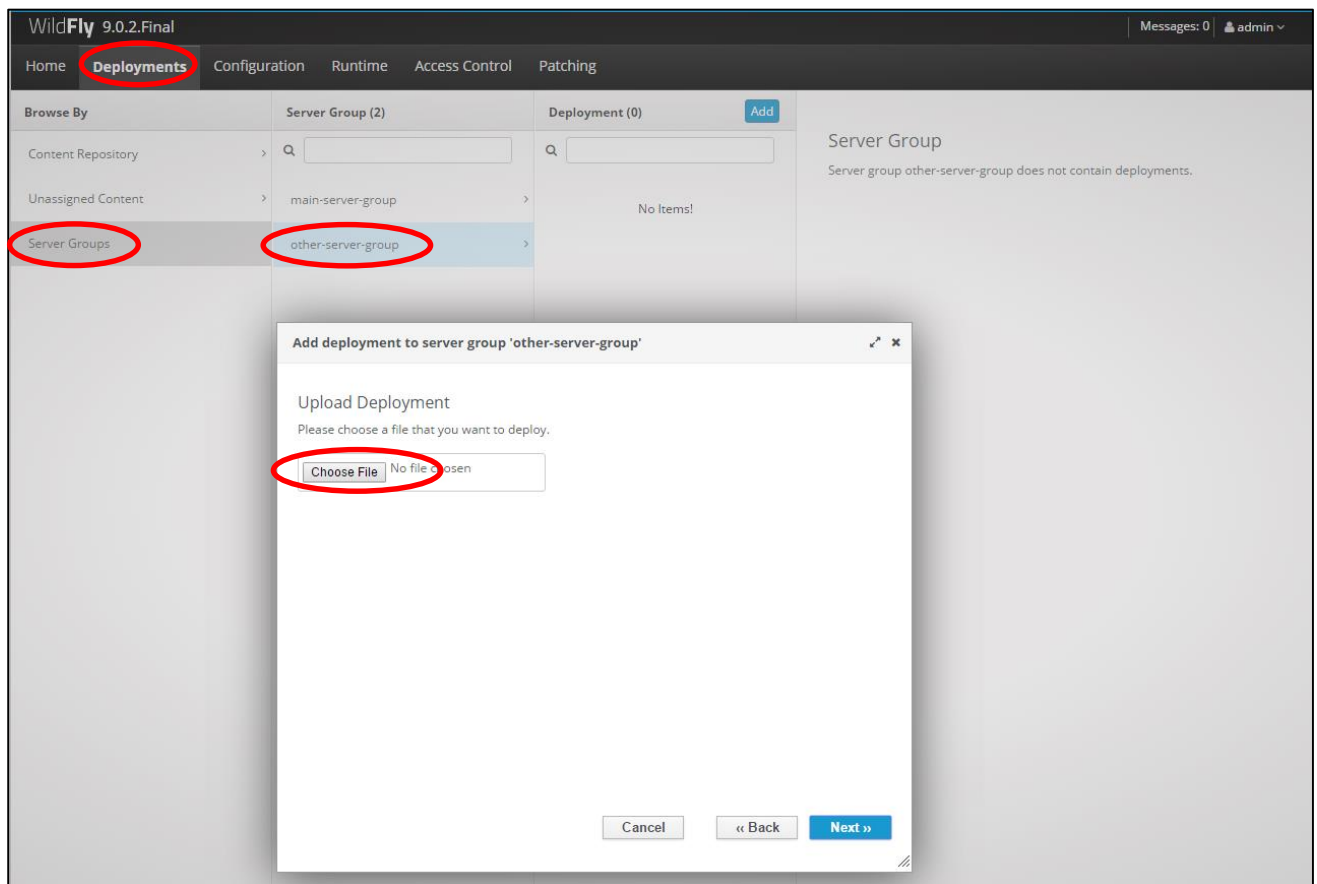 WildFly 9.0.2.Final Messages: 0 admin
Home Deployments Configuration Runtime Access Control Patching
Browse By Server Group (2) Deployment (0) Add
Server Group
Content Repository
Server group other-server-group does not contain deployments.
Unassigned Content main-server-group No Items!
Server Groups other-server-group
Add deployment to server group 'other-server-group'
Upload Deployment
Please choose a file that you want to deploy.
Choose File No file chosen
Cancel ‹‹ Back Next ››